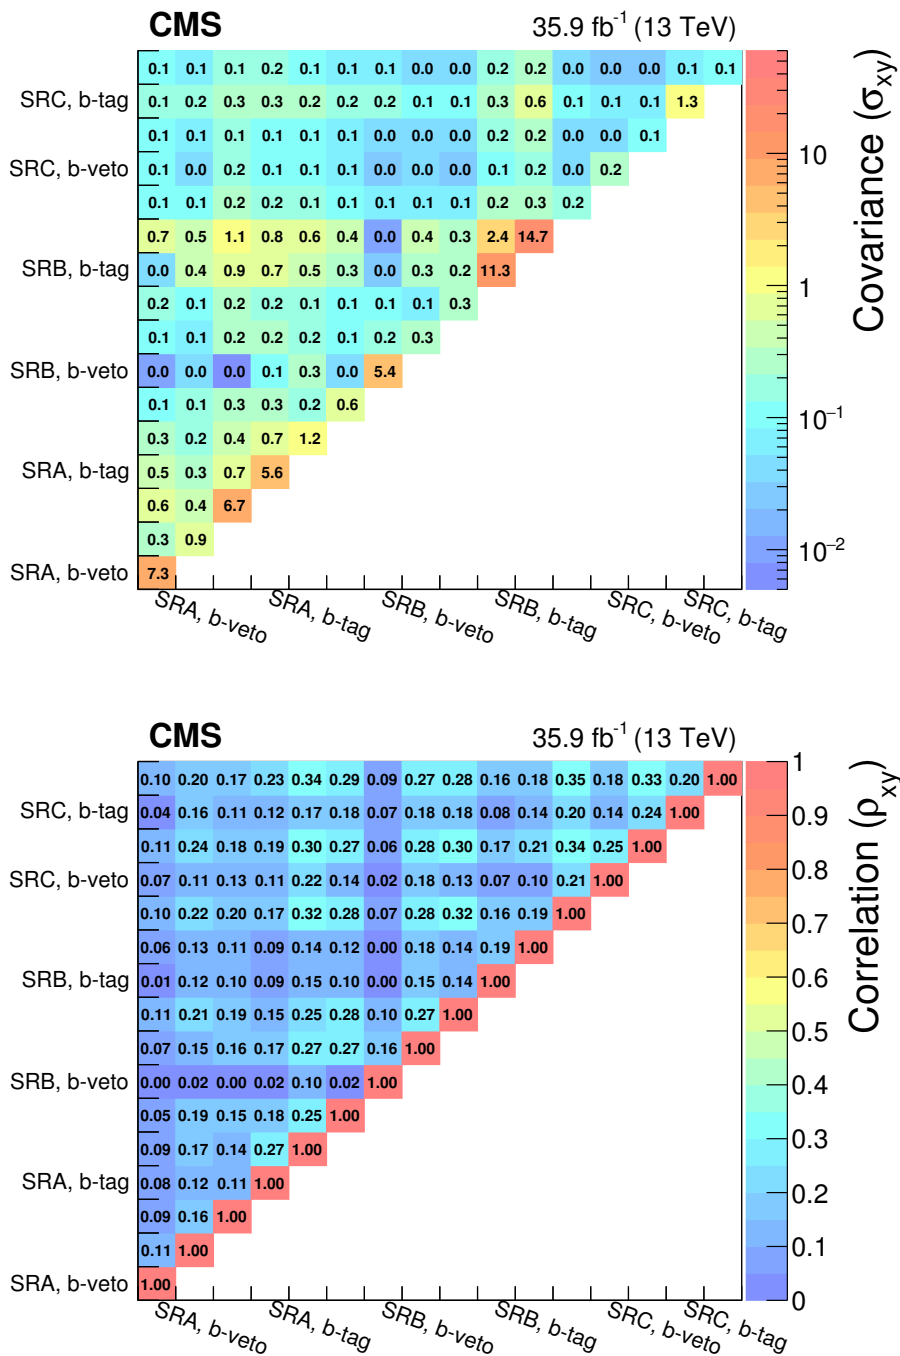 CMS 35.9 fb⁻¹ (13 TeV)
0.1 0.1 0.1 0.2 0.1 0.1 0.1 0.0 0.0 0.2 0.2 0.0 0.0 0.0 0.1 0.1
SRC, b-tag 0.1 0.2 0.3 0.3 0.2 0.2 0.2 0.1 0.1 0.3 0.6 0.1 0.1 0.1 1.3
0.1 0.1 0.1 0.1 0.1 0.1 0.0 0.0 0.0 0.2 0.2 0.0 0.0 0.1
SRC, b-veto 0.1 0.0 0.2 0.1 0.1 0.1 0.0 0.0 0.0 0.1 0.2 0.0 0.2
0.1 0.1 0.2 0.2 0.1 0.1 0.1 0.1 0.1 0.2 0.3 0.2
0.7 0.5 1.1 0.8 0.6 0.4 0.0 0.4 0.3 2.4 14.7
SRB, b-tag 0.0 0.4 0.9 0.7 0.5 0.3 0.0 0.3 0.2 11.3
0.2 0.1 0.2 0.2 0.1 0.1 0.1 0.1 0.3
0.1 0.1 0.2 0.2 0.2 0.1 0.2 0.3
SRB, b-veto 0.0 0.0 0.0 0.1 0.3 0.0 5.4
0.1 0.1 0.3 0.3 0.2 0.6
0.3 0.2 0.4 0.7 1.2
SRA, b-tag 0.5 0.3 0.7 5.6
0.6 0.4 6.7
0.3 0.9
SRA, b-veto 7.3
SRA, b-veto SRA, b-tag SRB, b-veto SRB, b-tag SRC, b-veto SRC, b-tag
10
1
10⁻¹
10⁻²
Covariance (σxy)
CMS 35.9 fb⁻¹ (13 TeV)
0.10 0.20 0.17 0.23 0.34 0.29 0.09 0.27 0.28 0.16 0.18 0.35 0.18 0.33 0.20 1.00
SRC, b-tag 0.04 0.16 0.11 0.12 0.17 0.18 0.07 0.18 0.18 0.08 0.14 0.20 0.14 0.24 1.00
0.11 0.24 0.18 0.19 0.30 0.27 0.06 0.28 0.30 0.17 0.21 0.34 0.25 1.00
SRC, b-veto 0.07 0.11 0.13 0.11 0.22 0.14 0.02 0.18 0.13 0.07 0.10 0.21 1.00
0.10 0.22 0.20 0.17 0.32 0.28 0.07 0.28 0.32 0.16 0.19 1.00
0.06 0.13 0.11 0.09 0.14 0.12 0.00 0.18 0.14 0.19 1.00
SRB, b-tag 0.01 0.12 0.10 0.09 0.15 0.10 0.00 0.15 0.14 1.00
0.11 0.21 0.19 0.15 0.25 0.28 0.10 0.27 1.00
0.07 0.15 0.16 0.17 0.27 0.27 0.16 1.00
SRB, b-veto 0.00 0.02 0.00 0.02 0.10 0.02 1.00
0.05 0.19 0.15 0.18 0.25 1.00
0.09 0.17 0.14 0.27 1.00
SRA, b-tag 0.08 0.12 0.11 1.00
0.09 0.16 1.00
0.11 1.00
SRA, b-veto 1.00
SRA, b-veto SRA, b-tag SRB, b-veto SRB, b-tag SRC, b-veto SRC, b-tag
1
0.9
0.8
0.7
0.6
0.5
0.4
0.3
0.2
0.1
0
Correlation (ρxy)